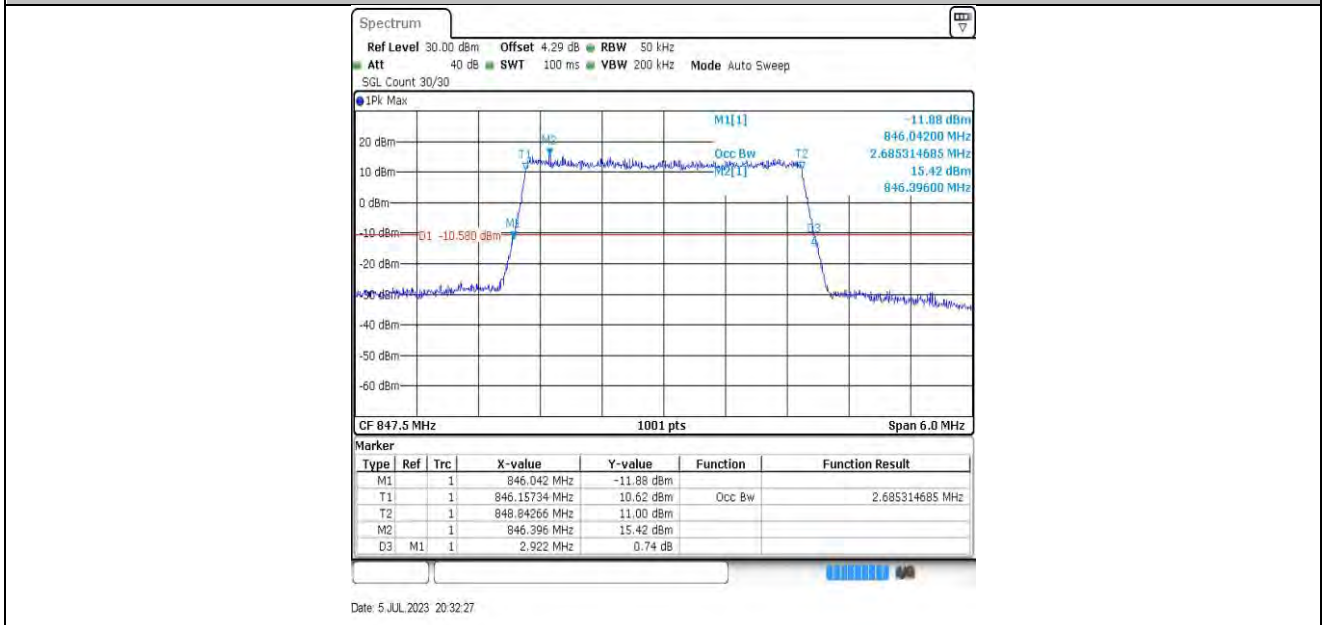 Spectrum
Ref Level 30.00 dBm Offset 4.29 dB RBW 50 kHz
Att 40 dB SWT 100 ms VBW 200 kHz Mode Auto Sweep
SGL Count 30/30
1Pk Max
M1[1] -11.88 dBm
846.04200 MHz
20 dBm
M2
T1 Occ Bw T2 2.685314685 MHz
10 dBm M2[1] 15.42 dBm
846.39600 MHz
0 dBm
M1
D3
-10 dBm D1 -10.580 dBm
-20 dBm
-30 dBm
-40 dBm
-50 dBm
-60 dBm
CF 847.5 MHz 1001 pts Span 6.0 MHz
Marker
Type Ref Trc X-value Y-value Function Function Result
M1 1 846.042 MHz -11.88 dBm
T1 1 846.15734 MHz 10.62 dBm Occ Bw 2.685314685 MHz
T2 1 848.84266 MHz 11.00 dBm
M2 1 846.396 MHz 15.42 dBm
D3 M1 1 2.922 MHz 0.74 dB
Date: 5.JUL.2023 20:32:27